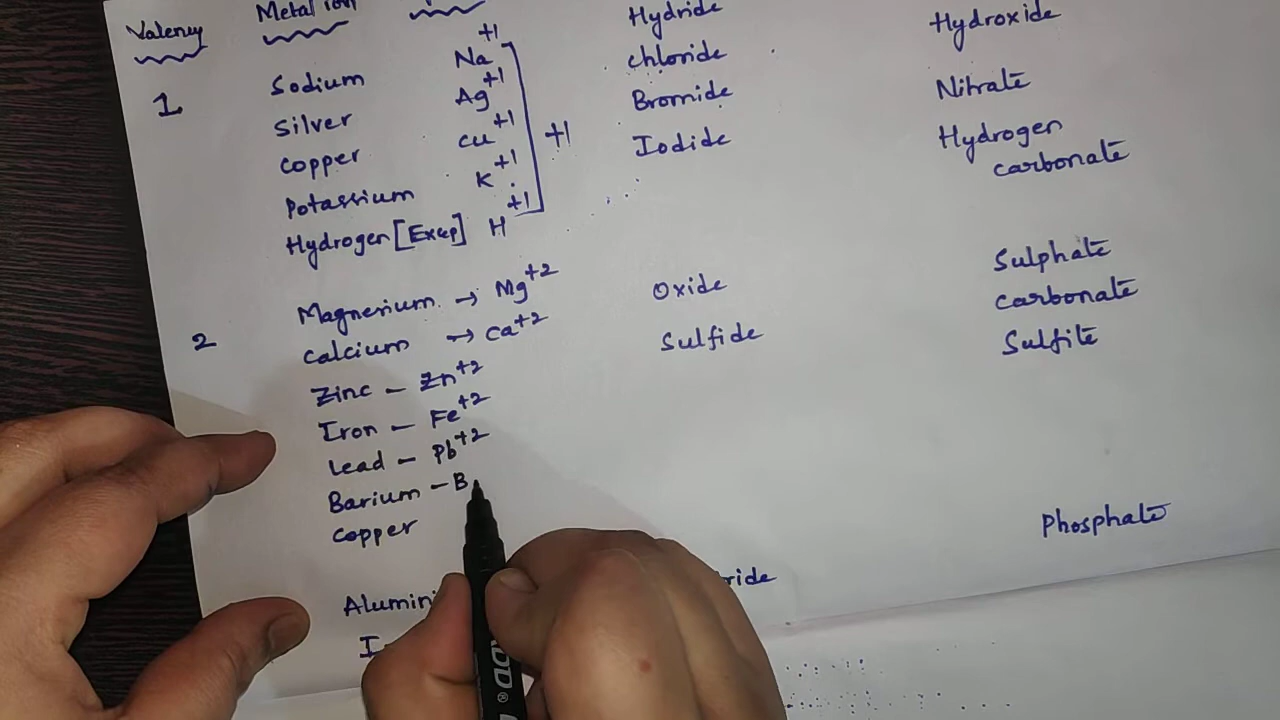 Valency Metal ion
Hydride Hydroxide
1 Sodium Na+1 chloride Nitrate
Silver Ag+1 Bromide Hydrogen
Copper cu+1 +1 Iodide carbonate
Potassium K+1
Hydrogen [Excep] H+1
Magnesium → Mg+2 Oxide Sulphate
2 Calcium → Ca+2 Sulfide carbonate
Zinc - Zn+2 Sulfite
Iron - Fe+2
Lead - Pb+2
Barium - B
Copper Phosphate